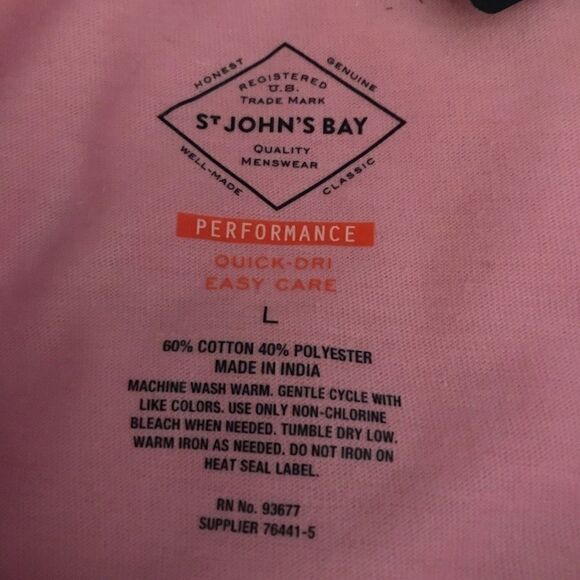 HONEST
GENUINE
REGISTERED
U.S.
TRADE MARK
ST JOHN'S BAY
QUALITY
MENSWEAR
WELL-MADE
CLASSIC
PERFORMANCE
QUICK-DRI
EASY CARE
L
60% COTTON 40% POLYESTER
MADE IN INDIA
MACHINE WASH WARM. GENTLE CYCLE WITH
LIKE COLORS. USE ONLY NON-CHLORINE
BLEACH WHEN NEEDED. TUMBLE DRY LOW.
WARM IRON AS NEEDED. DO NOT IRON ON
HEAT SEAL LABEL.
RN No. 93677
SUPPLIER 76441-5